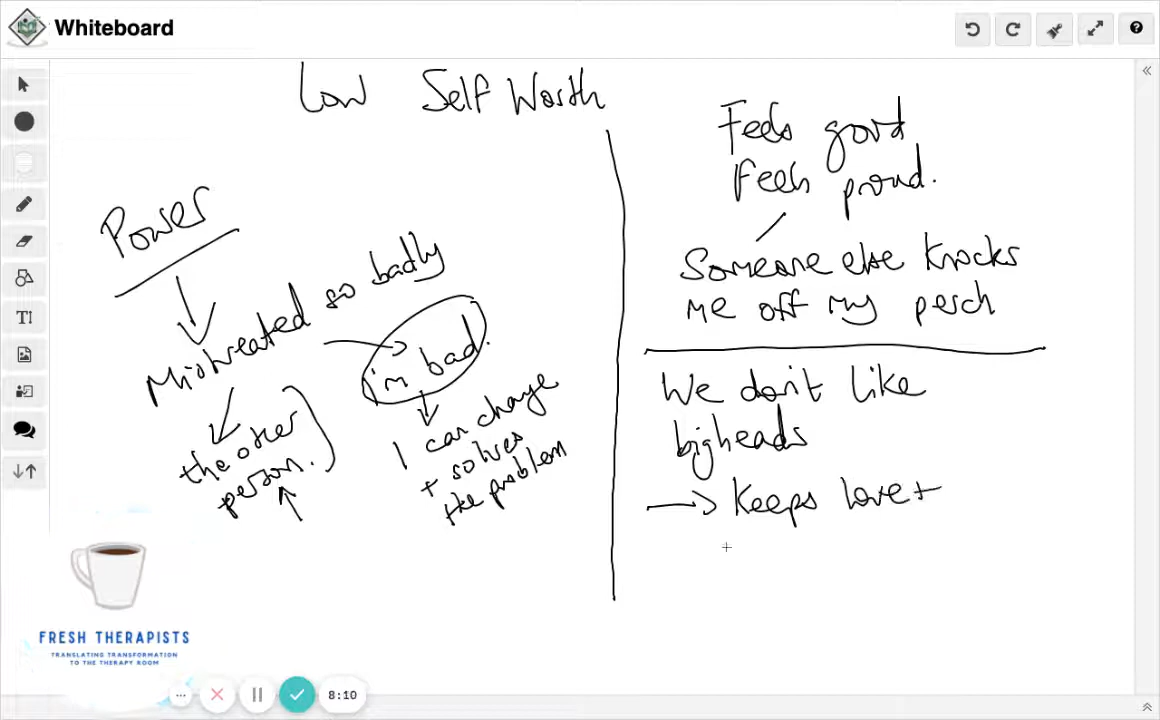 Whiteboard
Low Self Worth
Power
Mistreated so badly
the other
person.
i'm bad.
I can change
+ solves
the problem
Feels good
Feels proud.
Someone else knocks
me off my perch
We don't like
bigheads
Keeps love +
FRESH THERAPISTS
TRANSLATING TRANSFORMATION
TO THE THERAPY ROOM
8:10